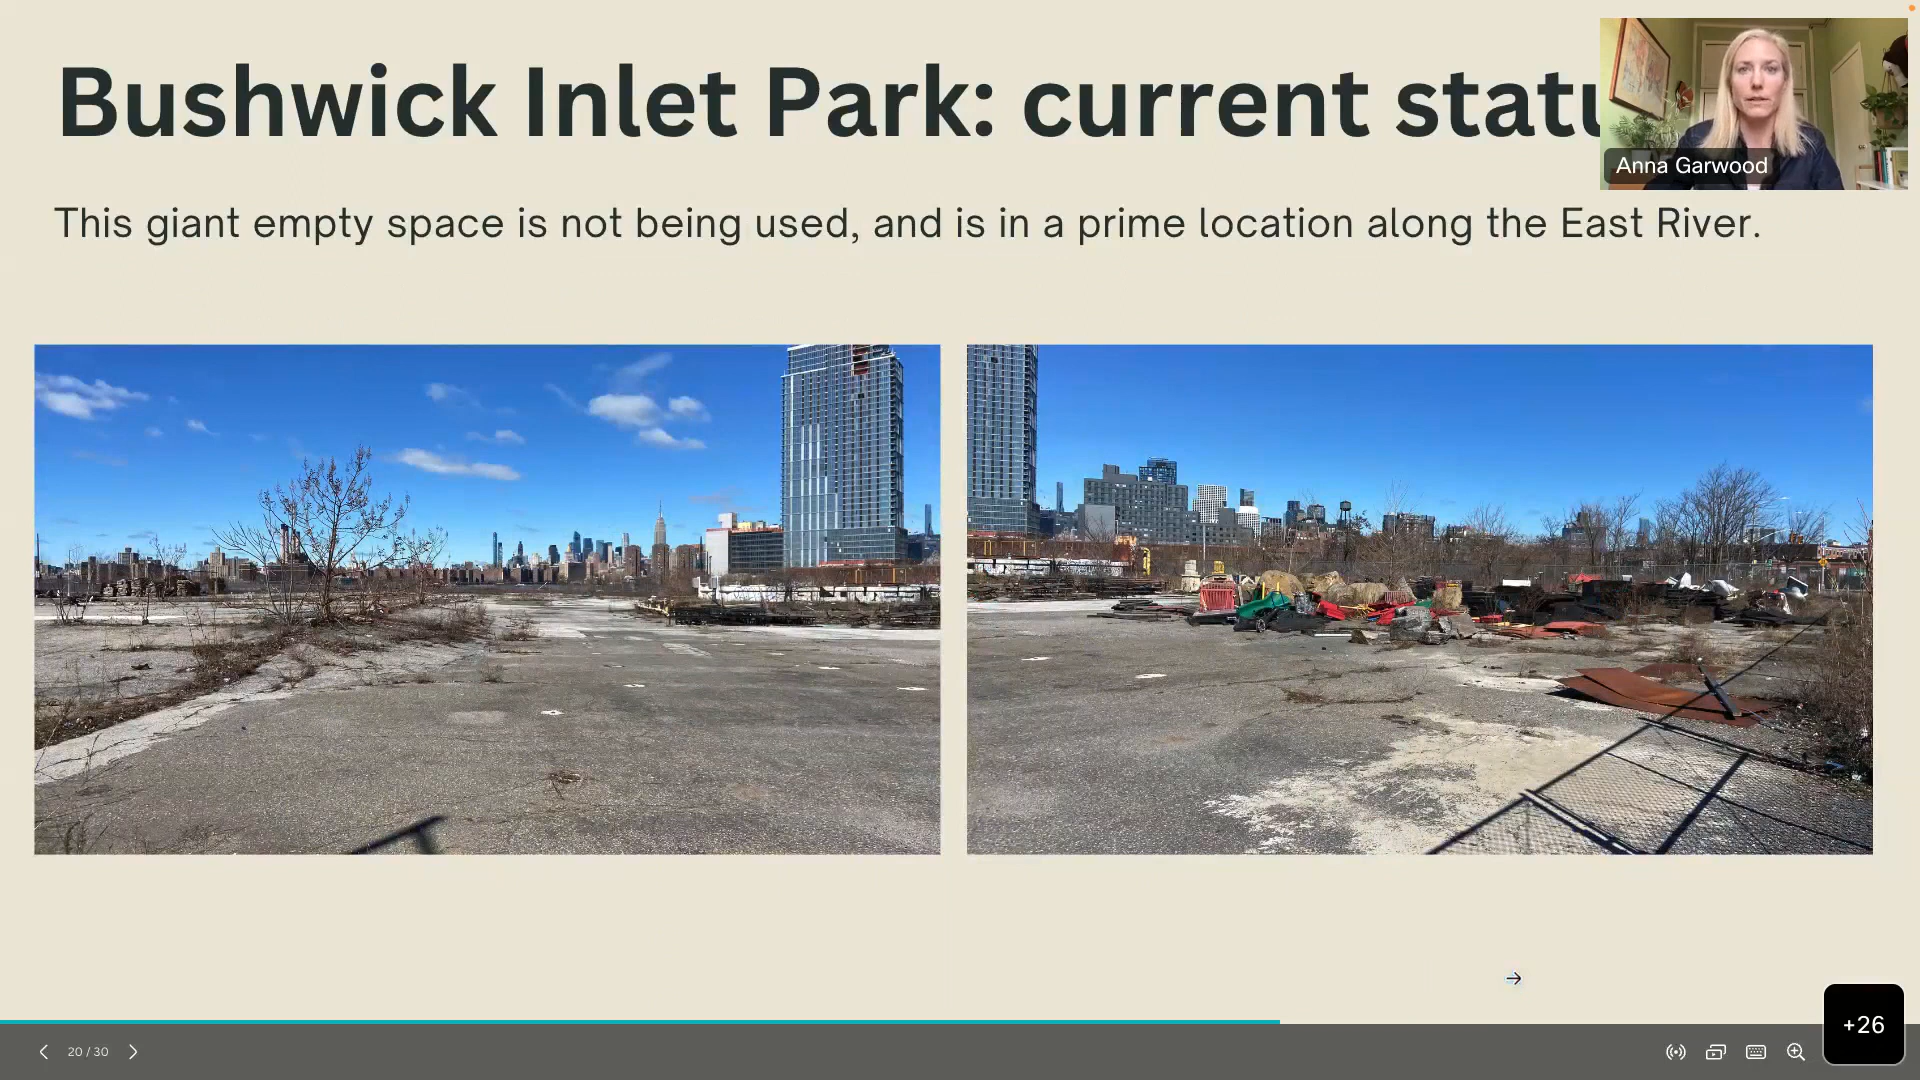 Bushwick Inlet Park: current statu
Anna Garwood
This giant empty space is not being used, and is in a prime location along the East River.
20 / 30
+26